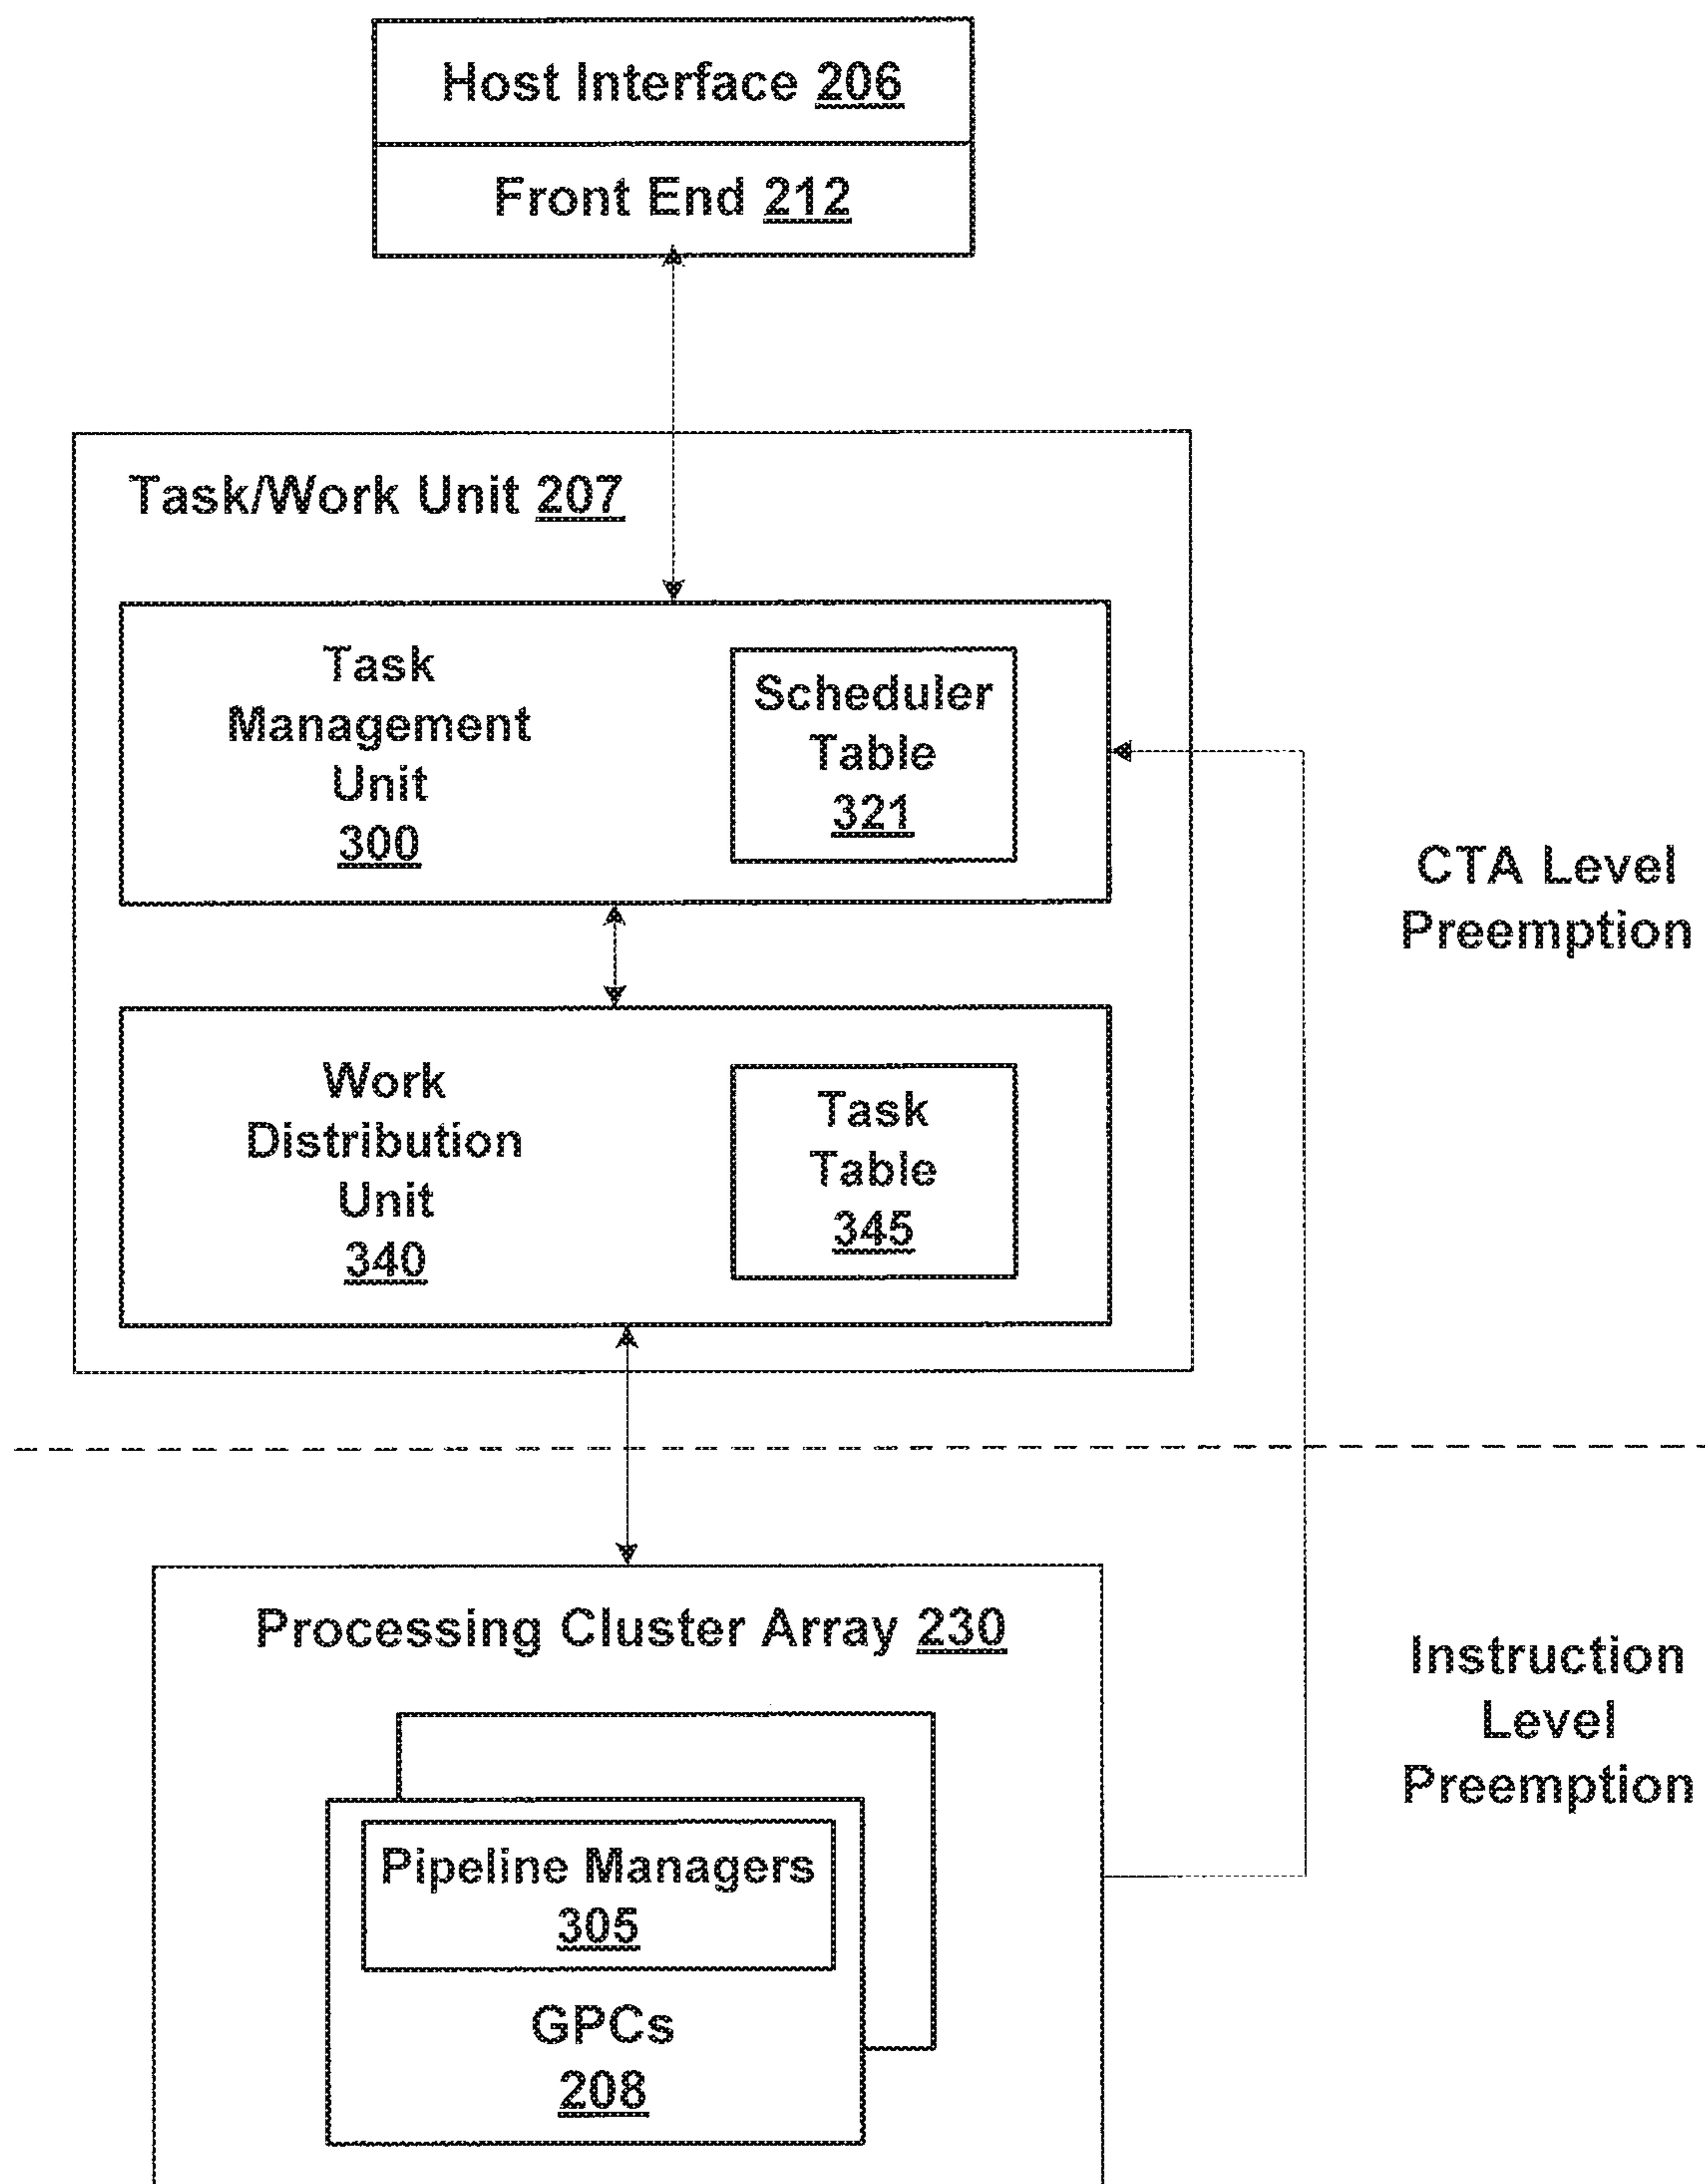 Host Interface 206
Front End 212
Task/Work Unit 207
Task
Management
Unit
300
Scheduler
Table
321
CTA Level
Preemption
Work
Distribution
Unit
340
Task
Table
345
Processing Cluster Array 230
Instruction
Level
Preemption
Pipeline Managers
305
GPCs
208